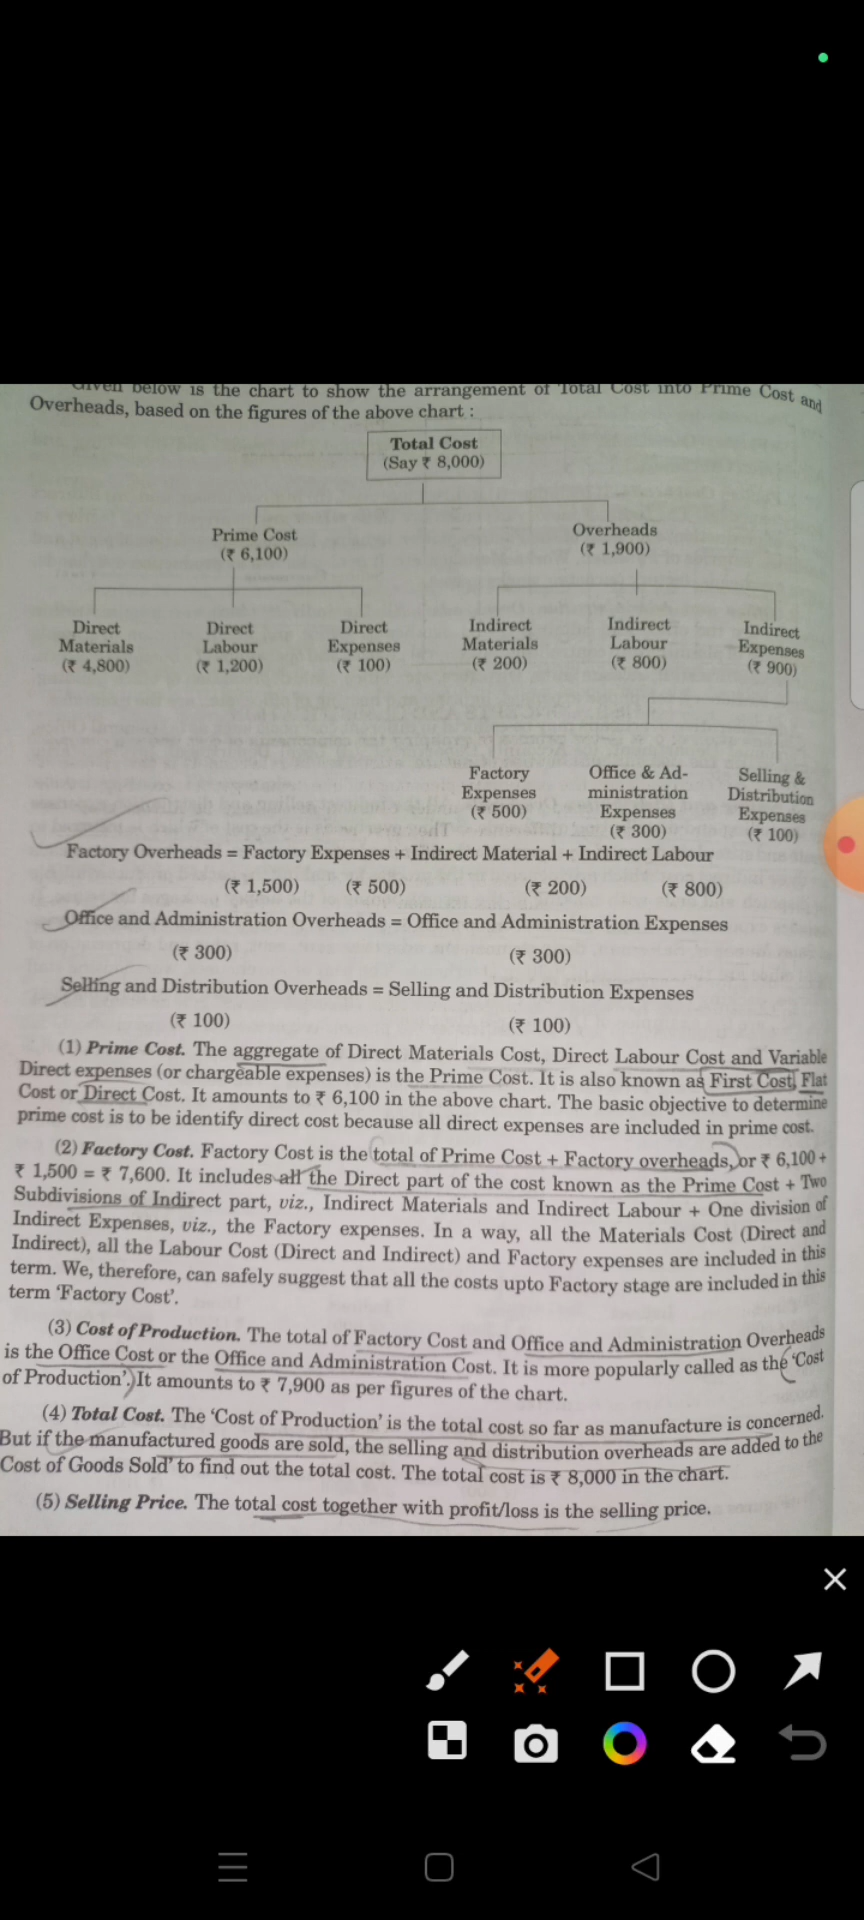 Given below is the chart to show the arrangement of Total Cost into Prime Cost and
Overheads, based on the figures of the above chart :
Total Cost
(Say ₹ 8,000)
Prime Cost
(₹ 6,100)
Overheads
(₹ 1,900)
Direct
Materials
(₹ 4,800)
Direct
Labour
(₹ 1,200)
Direct
Expenses
(₹ 100)
Indirect
Materials
(₹ 200)
Indirect
Labour
(₹ 800)
Indirect
Expenses
(₹ 900)
Factory
Expenses
(₹ 500)
Office & Ad-
ministration
Expenses
(₹ 300)
Selling &
Distribution
Expenses
(₹ 100)
Factory Overheads = Factory Expenses + Indirect Material + Indirect Labour
(₹ 1,500) (₹ 500) (₹ 200) (₹ 800)
Office and Administration Overheads = Office and Administration Expenses
(₹ 300) (₹ 300)
Selling and Distribution Overheads = Selling and Distribution Expenses
(₹ 100) (₹ 100)
(1) Prime Cost. The aggregate of Direct Materials Cost, Direct Labour Cost and Variable
Direct expenses (or chargeable expenses) is the Prime Cost. It is also known as First Cost, Flat
Cost or Direct Cost. It amounts to ₹ 6,100 in the above chart. The basic objective to determine
prime cost is to be identify direct cost because all direct expenses are included in prime cost.
(2) Factory Cost. Factory Cost is the total of Prime Cost + Factory overheads, or ₹ 6,100 +
₹ 1,500 = ₹ 7,600. It includes all the Direct part of the cost known as the Prime Cost + Two
Subdivisions of Indirect part, viz., Indirect Materials and Indirect Labour + One division of
Indirect Expenses, viz., the Factory expenses. In a way, all the Materials Cost (Direct and
Indirect), all the Labour Cost (Direct and Indirect) and Factory expenses are included in this
term. We, therefore, can safely suggest that all the costs upto Factory stage are included in this
term 'Factory Cost'.
(3) Cost of Production. The total of Factory Cost and Office and Administration Overheads
is the Office Cost or the Office and Administration Cost. It is more popularly called as the 'Cost
of Production'. It amounts to ₹ 7,900 as per figures of the chart.
(4) Total Cost. The 'Cost of Production' is the total cost so far as manufacture is concerned.
But if the manufactured goods are sold, the selling and distribution overheads are added to the
Cost of Goods Sold' to find out the total cost. The total cost is ₹ 8,000 in the chart.
(5) Selling Price. The total cost together with profit/loss is the selling price.